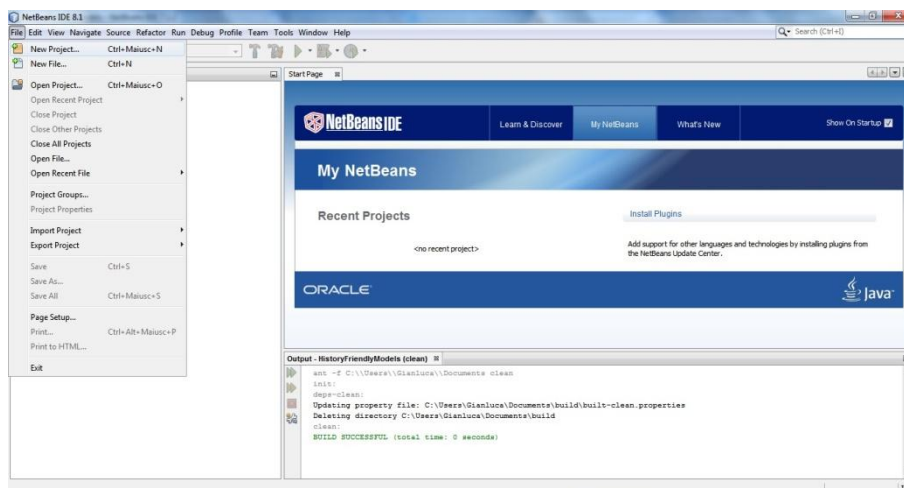 NetBeans IDE 8.1
File Edit View Navigate Source Refactor Run Debug Profile Team Tools Window Help
Search (Ctrl+I)
New Project... Ctrl+Maiusc+N
New File... Ctrl+N
Open Project... Ctrl+Maiusc+O
Open Recent Project
Close Project
Close Other Projects
Close All Projects
Open File...
Open Recent File
Project Groups...
Project Properties
Import Project
Export Project
Save Ctrl+S
Save As...
Save All Ctrl+Maiusc+S
Page Setup...
Print... Ctrl+Alt+Maiusc+P
Print to HTML...
Exit
Start Page
NetBeans IDE
Learn & Discover
My NetBeans
What's New
Show On Startup
My NetBeans
Recent Projects
<no recent project>
Install Plugins
Add support for other languages and technologies by installing plugins from
the NetBeans Update Center.
ORACLE
Java
Output - HistoryFriendlyModels (clean)
ant -f C:\\Users\\Gianluca\\Documents clean
init:
deps-clean:
Updating property file: C:\Users\Gianluca\Documents\build\built-clean.properties
Deleting directory C:\Users\Gianluca\Documents\build
clean:
BUILD SUCCESSFUL (total time: 0 seconds)